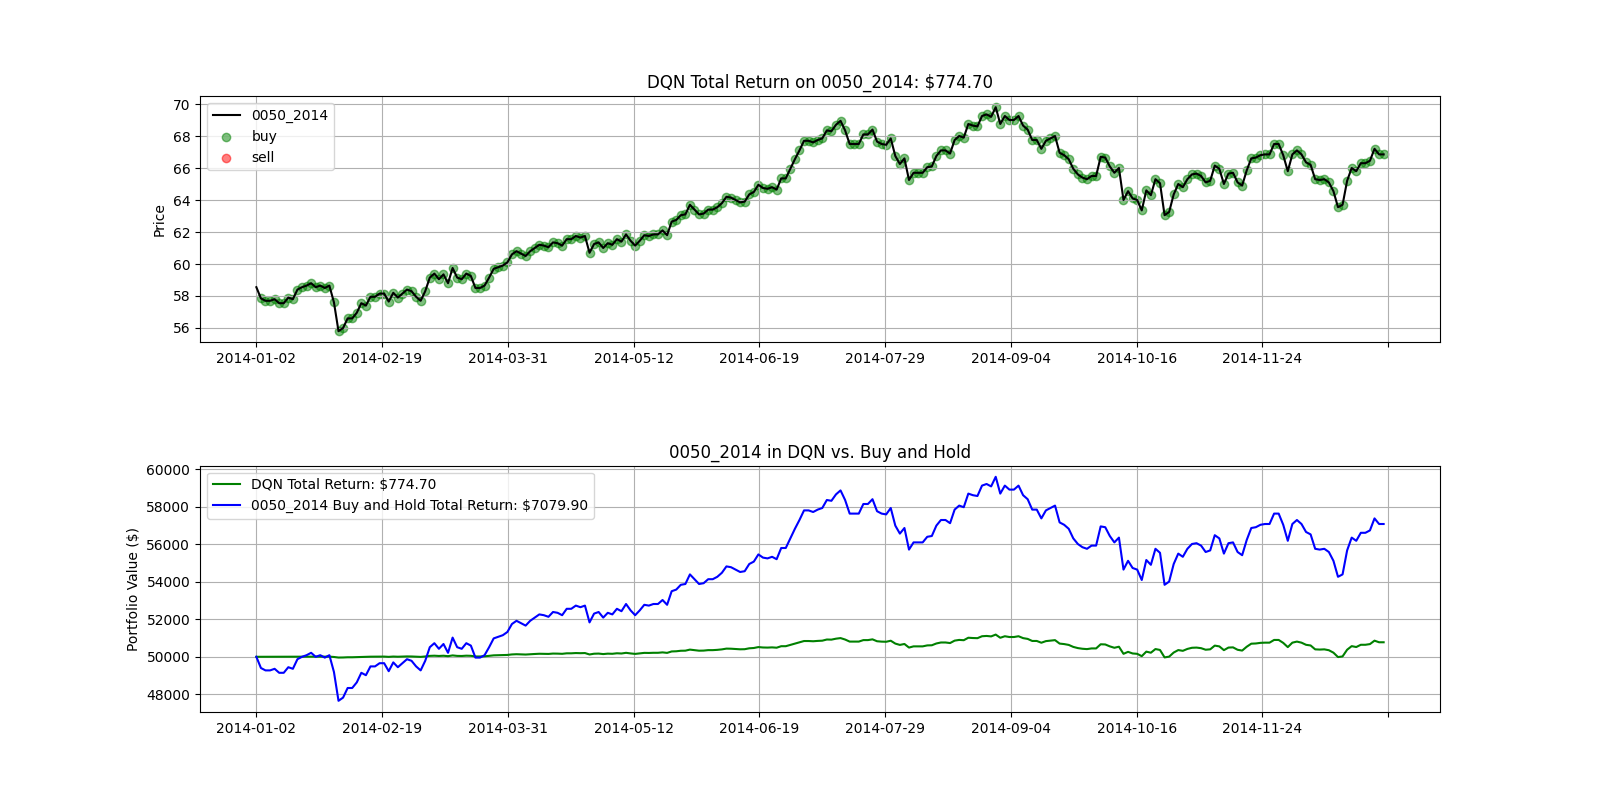 DQN Total Return on 0050_2014: $774.70
70
68
66
64
62
60
58
56
Price
0050_2014
buy
sell
2014-01-02 2014-02-19 2014-03-31 2014-05-12 2014-06-19 2014-07-29 2014-09-04 2014-10-16 2014-11-24
0050_2014 in DQN vs. Buy and Hold
60000
58000
56000
54000
52000
50000
48000
Portfolio Value ($)
DQN Total Return: $774.70
0050_2014 Buy and Hold Total Return: $7079.90
2014-01-02 2014-02-19 2014-03-31 2014-05-12 2014-06-19 2014-07-29 2014-09-04 2014-10-16 2014-11-24